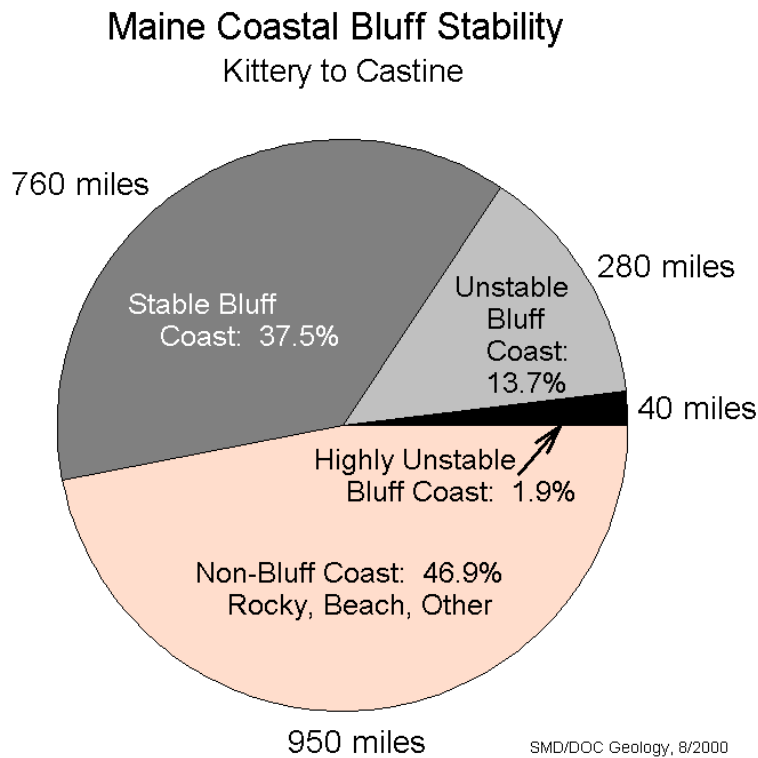 Maine Coastal Bluff Stability
Kittery to Castine
760 miles
280 miles
Unstable
Bluff
Coast:
13.7%
Stable Bluff
Coast: 37.5%
40 miles
Highly Unstable
Bluff Coast: 1.9%
Non-Bluff Coast: 46.9%
Rocky, Beach, Other
950 miles
SMD/DOC Geology, 8/2000